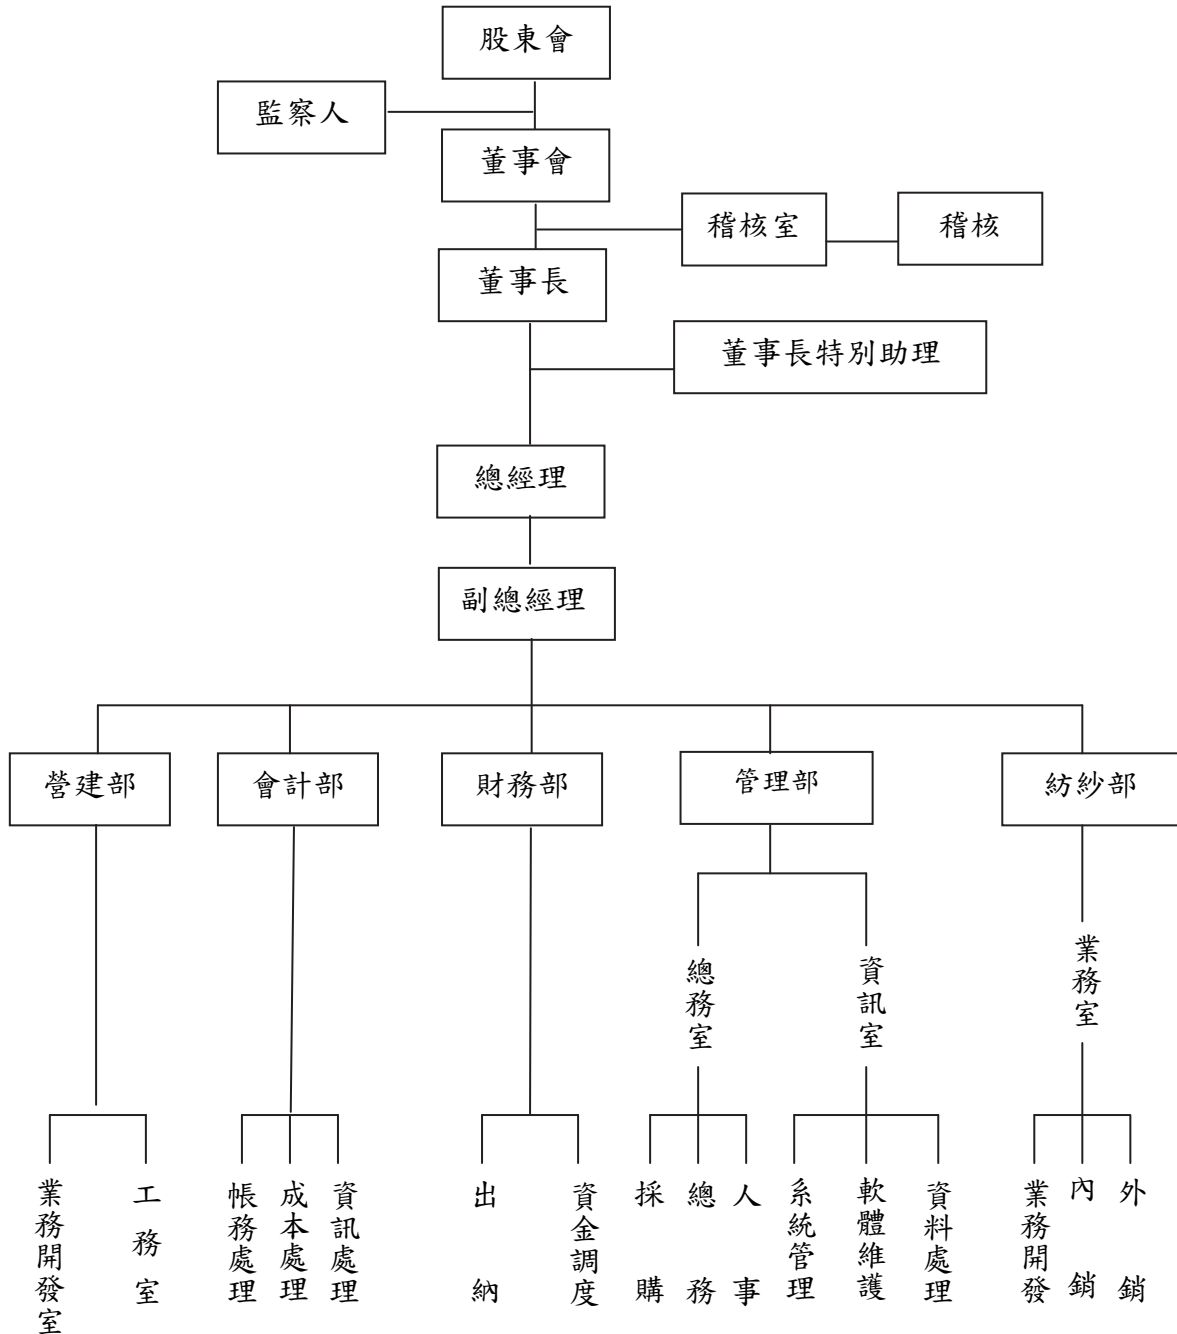 股東會
監察人
董事會
稽核室
稽核
董事長
董事長特別助理
總經理
副總經理
營建部
會計部
財務部
管理部
紡紗部
總務室
資訊室
業務室
業務開發室
工務室
帳務處理
成本處理
資訊處理
出納
資金調度
採購
總務
人事
系統管理
軟體維護
資料處理
業務開發
內銷
外銷